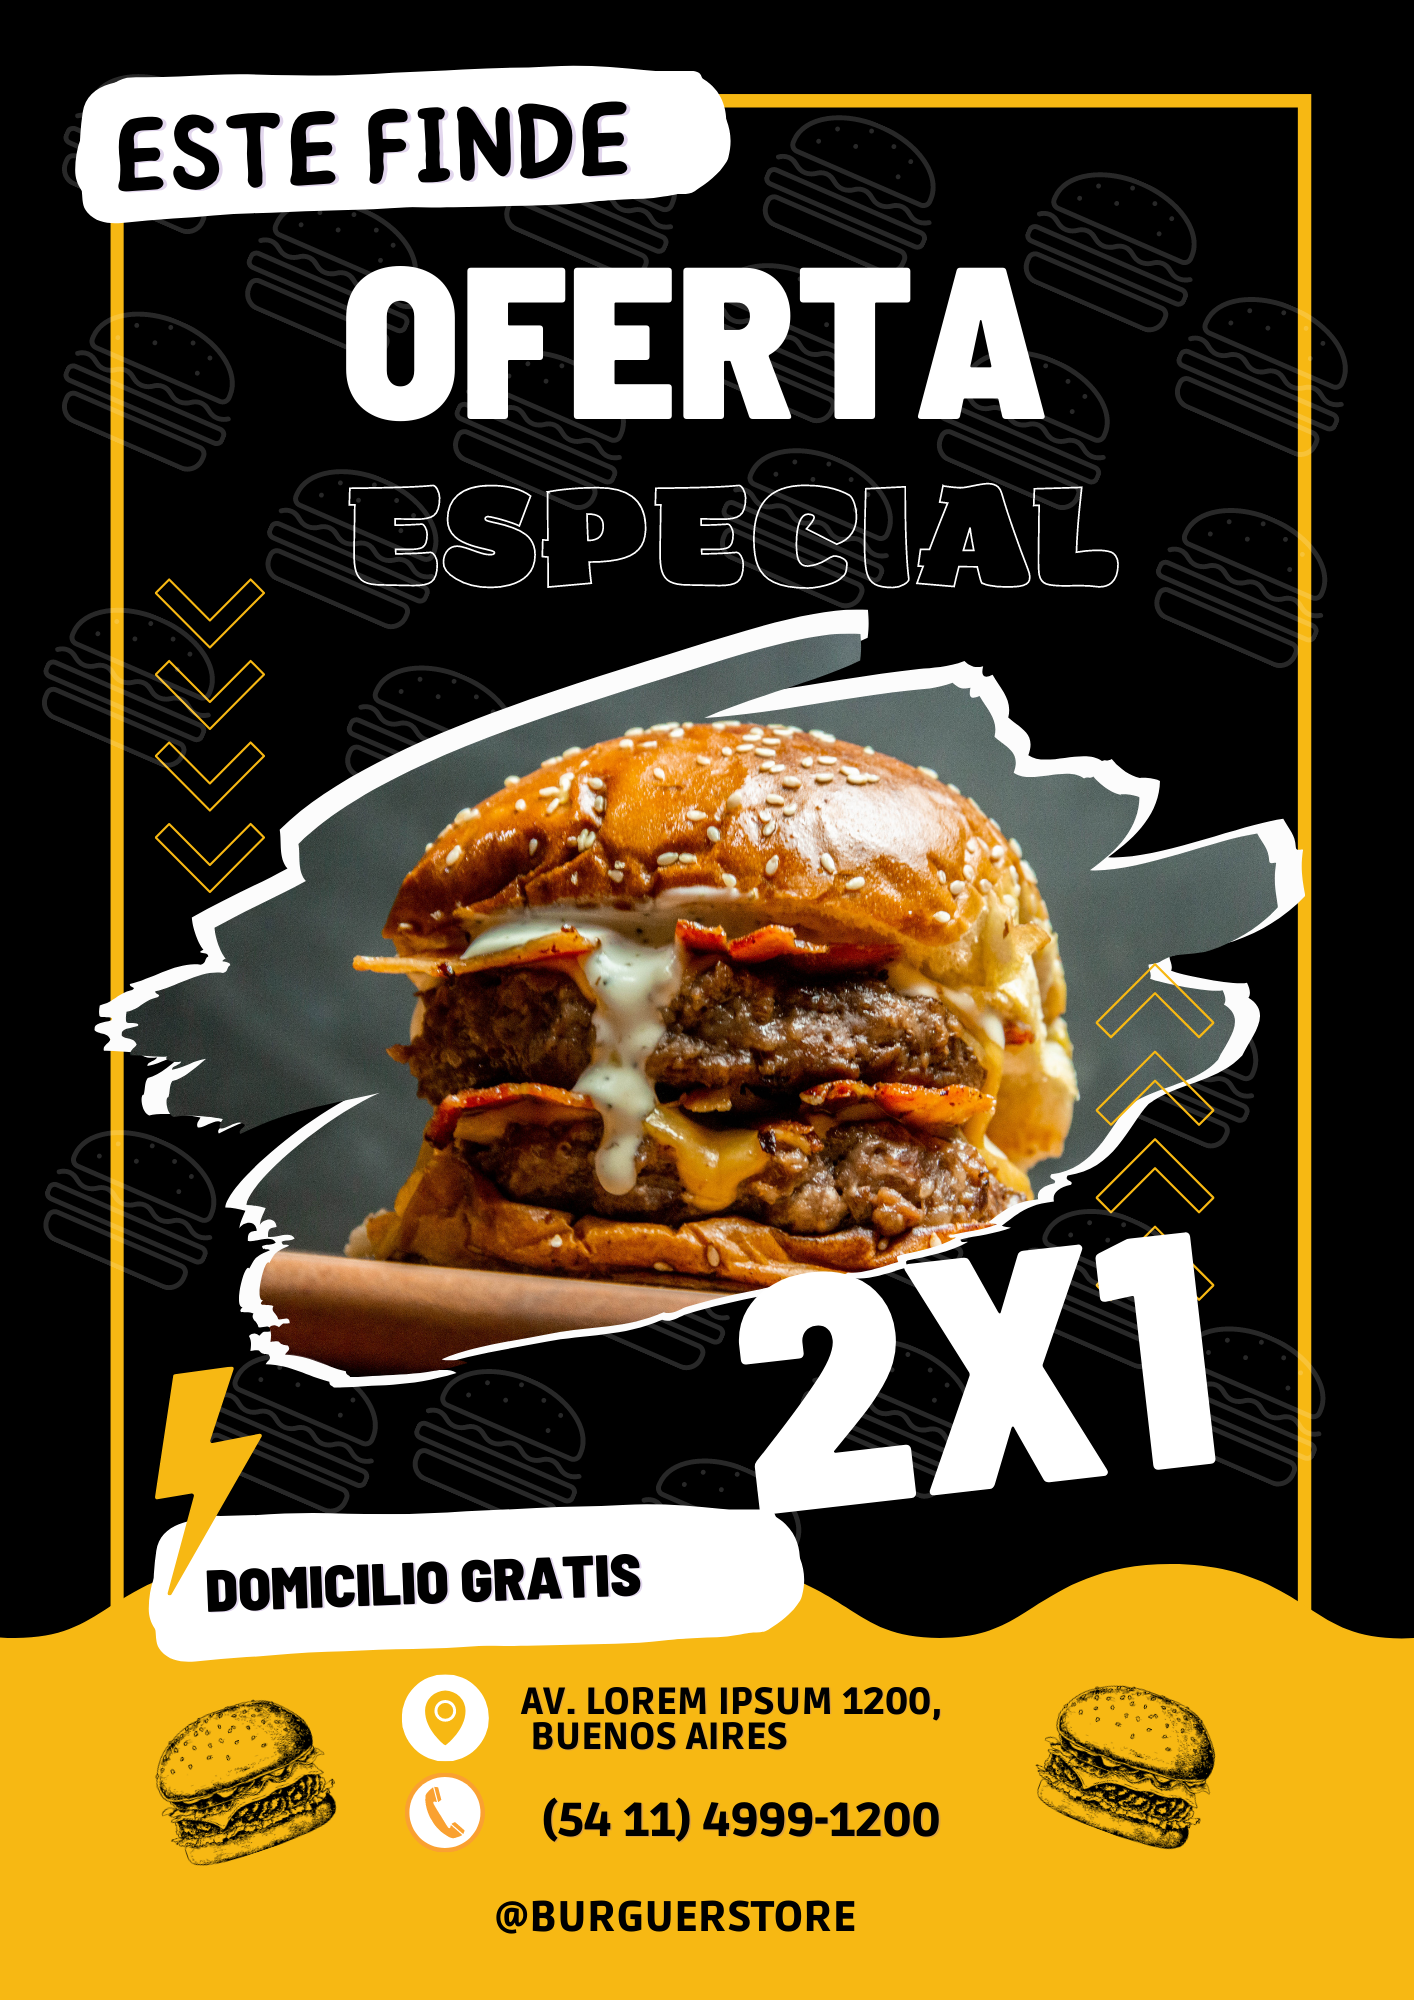 ESTE FINDE
OFERTA
ESPECIAL
2X1
DOMICILIO GRATIS
AV. LOREM IPSUM 1200,
BUENOS AIRES
(54 11) 4999-1200
@BURGUERSTORE